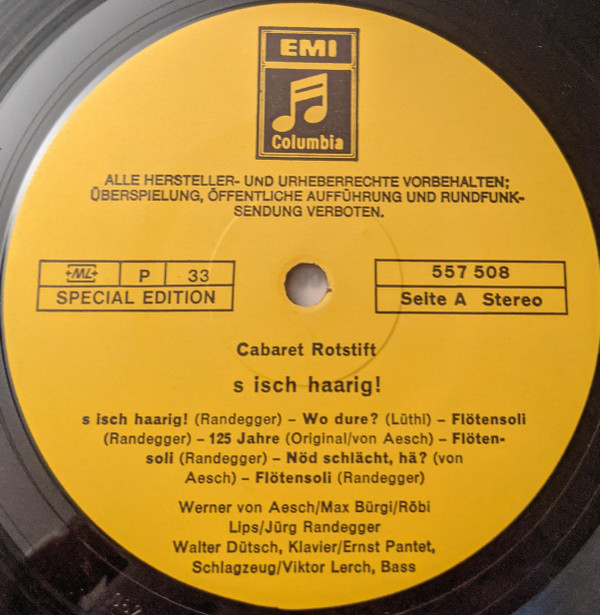 EMI
Columbia
ALLE HERSTELLER- UND URHEBERRECHTE VORBEHALTEN;
ÜBERSPIELUNG, ÖFFENTLICHE AUFFÜHRUNG UND RUNDFUNK-
SENDUNG VERBOTEN.
+ML+ P 33
SPECIAL EDITION
557 508
Seite A Stereo
Cabaret Rotstift
s isch haarig!
s isch haarig! (Randegger) – Wo dure? (Lüthi) – Flötensoli
(Randegger) – 125 Jahre (Original/von Aesch) – Flöten-
soli (Randegger) – Nöd schlächt, hä? (von
Aesch) – Flötensoli (Randegger)
Werner von Aesch/Max Bürgi/Röbi
Lips/Jürg Randegger
Walter Dütsch, Klavier/Ernst Pantet,
Schlagzeug/Viktor Lerch, Bass